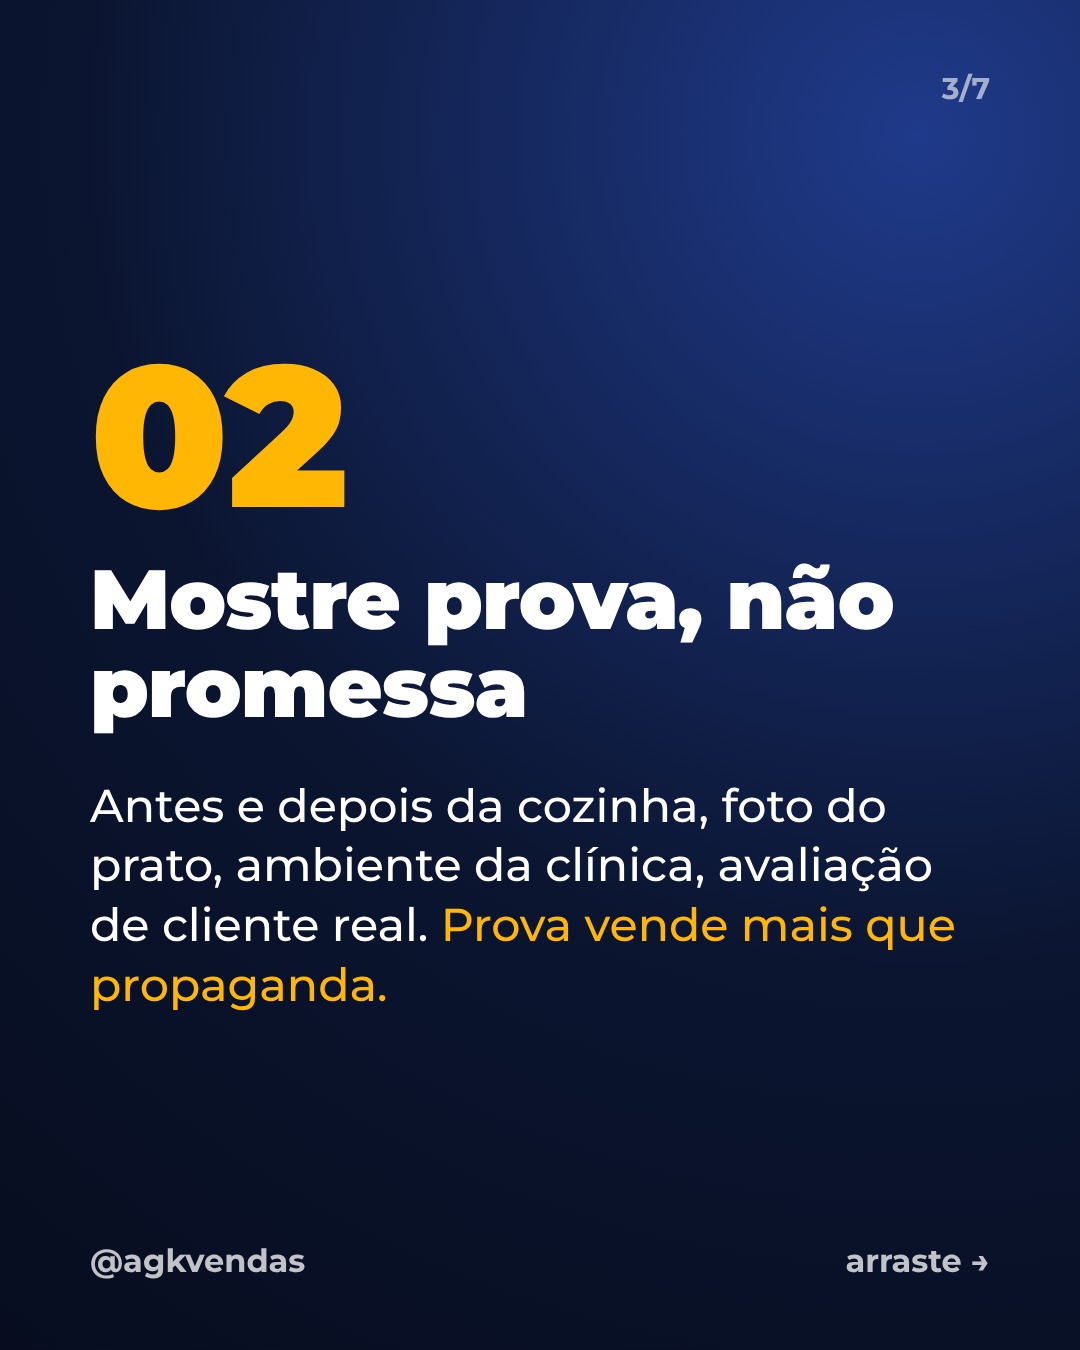 3/7
02
Mostre prova, não
promessa
Antes e depois da cozinha, foto do
prato, ambiente da clínica, avaliação
de cliente real. Prova vende mais que
propaganda.
@agkvendas
arraste →